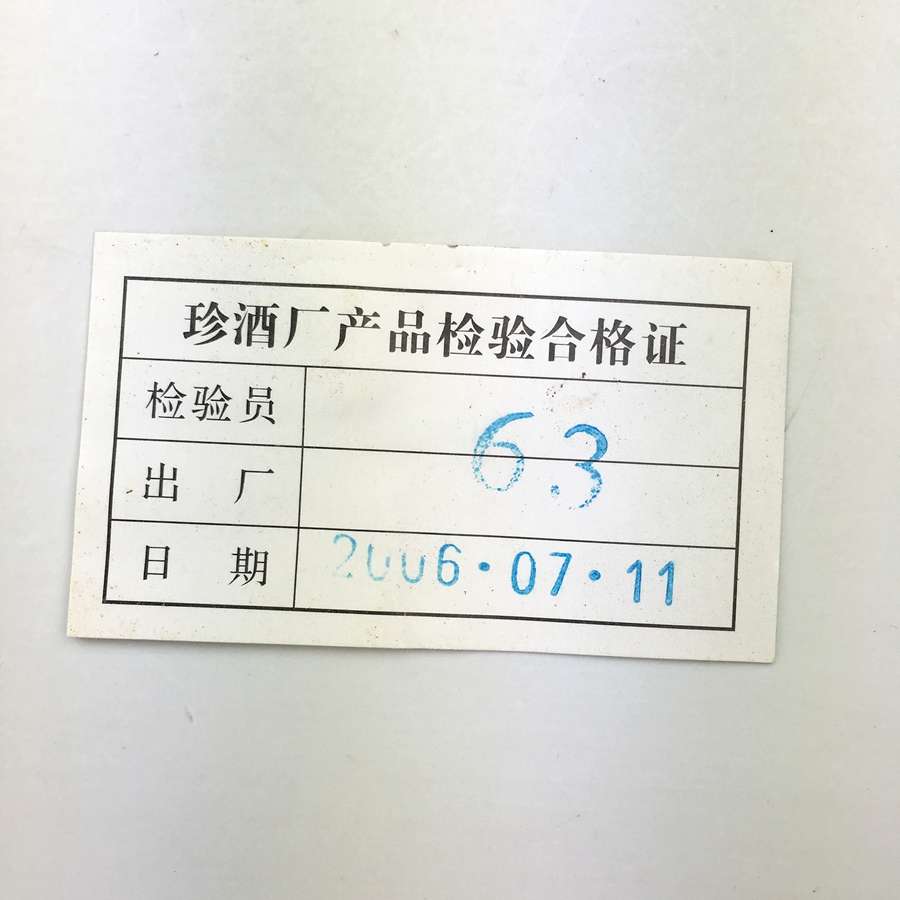 珍酒厂产品检验合格证
检验员 63
出厂
日期 2006·07·11